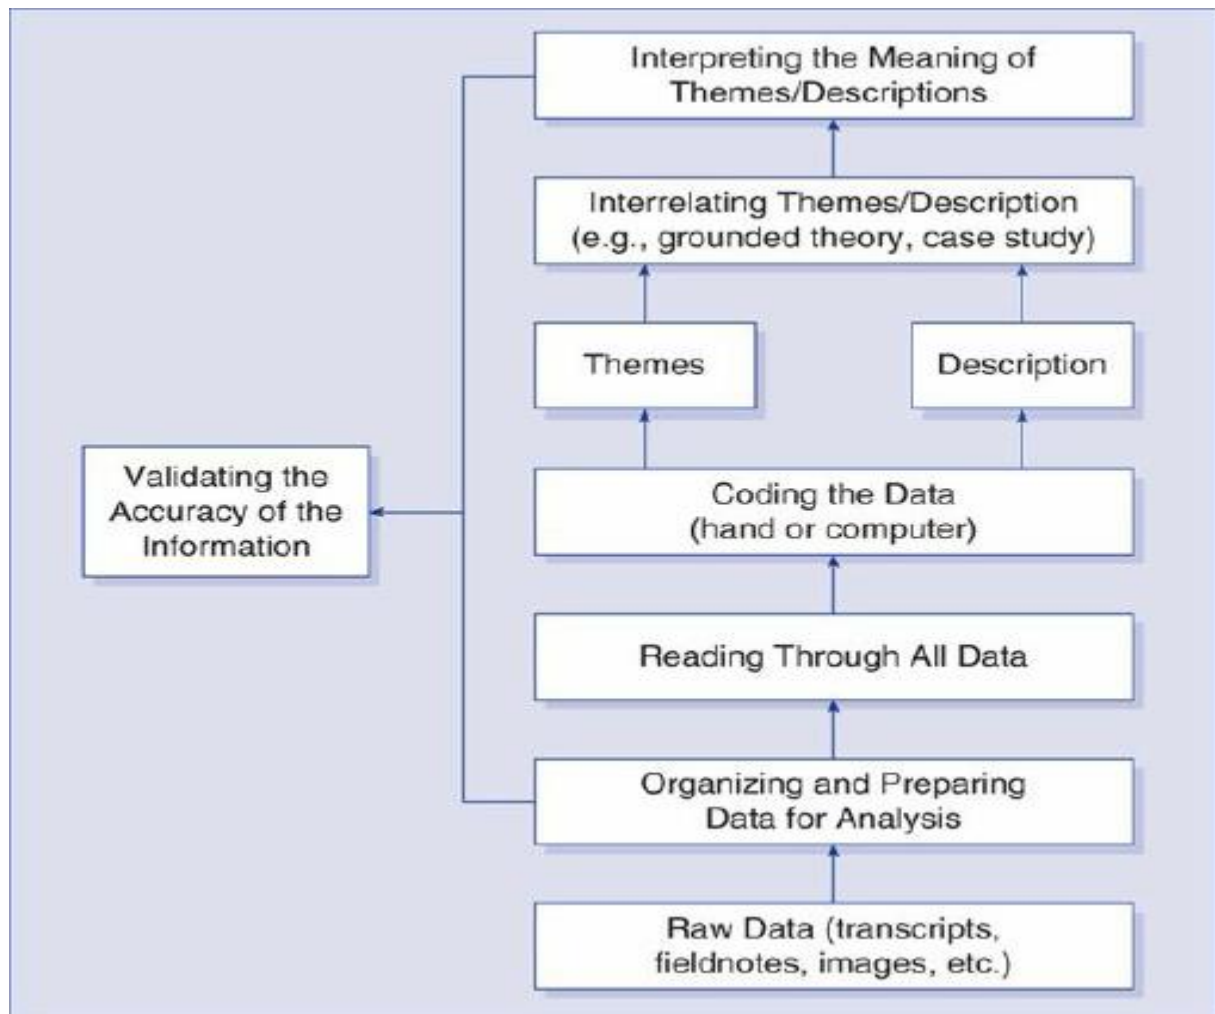 Interpreting the Meaning of
Themes/Descriptions
Interrelating Themes/Description
(e.g., grounded theory, case study)
Themes
Description
Validating the
Accuracy of the
Information
Coding the Data
(hand or computer)
Reading Through All Data
Organizing and Preparing
Data for Analysis
Raw Data (transcripts,
fieldnotes, images, etc.)